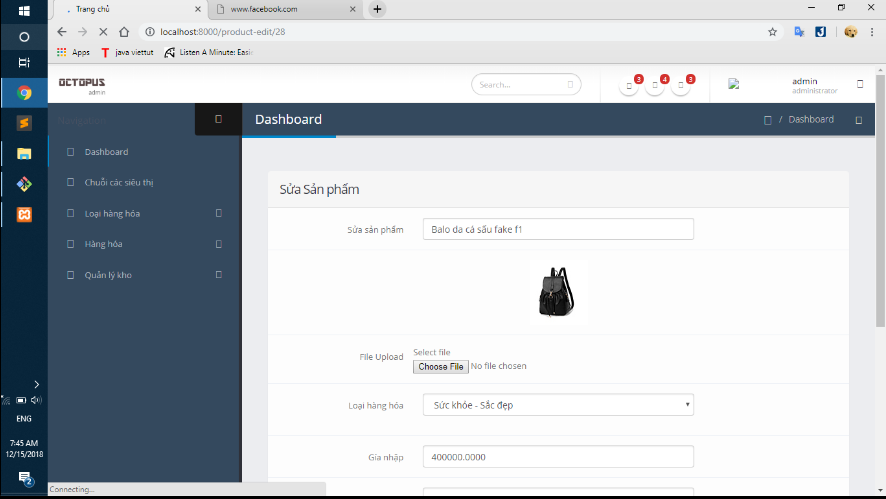 Trang chủ
www.facebook.com
localhost:8000/product-edit/28
Apps
java viettut
Listen A Minute: Easi
OCTOPUS
admin
Search...
3
4
3
admin
administrator
Navigation
Dashboard
/ Dashboard
Dashboard
Chuỗi các siêu thị
Loại hàng hóa
Hàng hóa
Quản lý kho
Sửa Sản phẩm
Sửa sản phẩm
Balo da cá sấu fake f1
File Upload
Select file
Choose File No file chosen
Loại hàng hóa
Sức khỏe - Sắc đẹp
Gía nhập
400000.0000
ENG
7:45 AM
12/15/2018
2
Connecting...